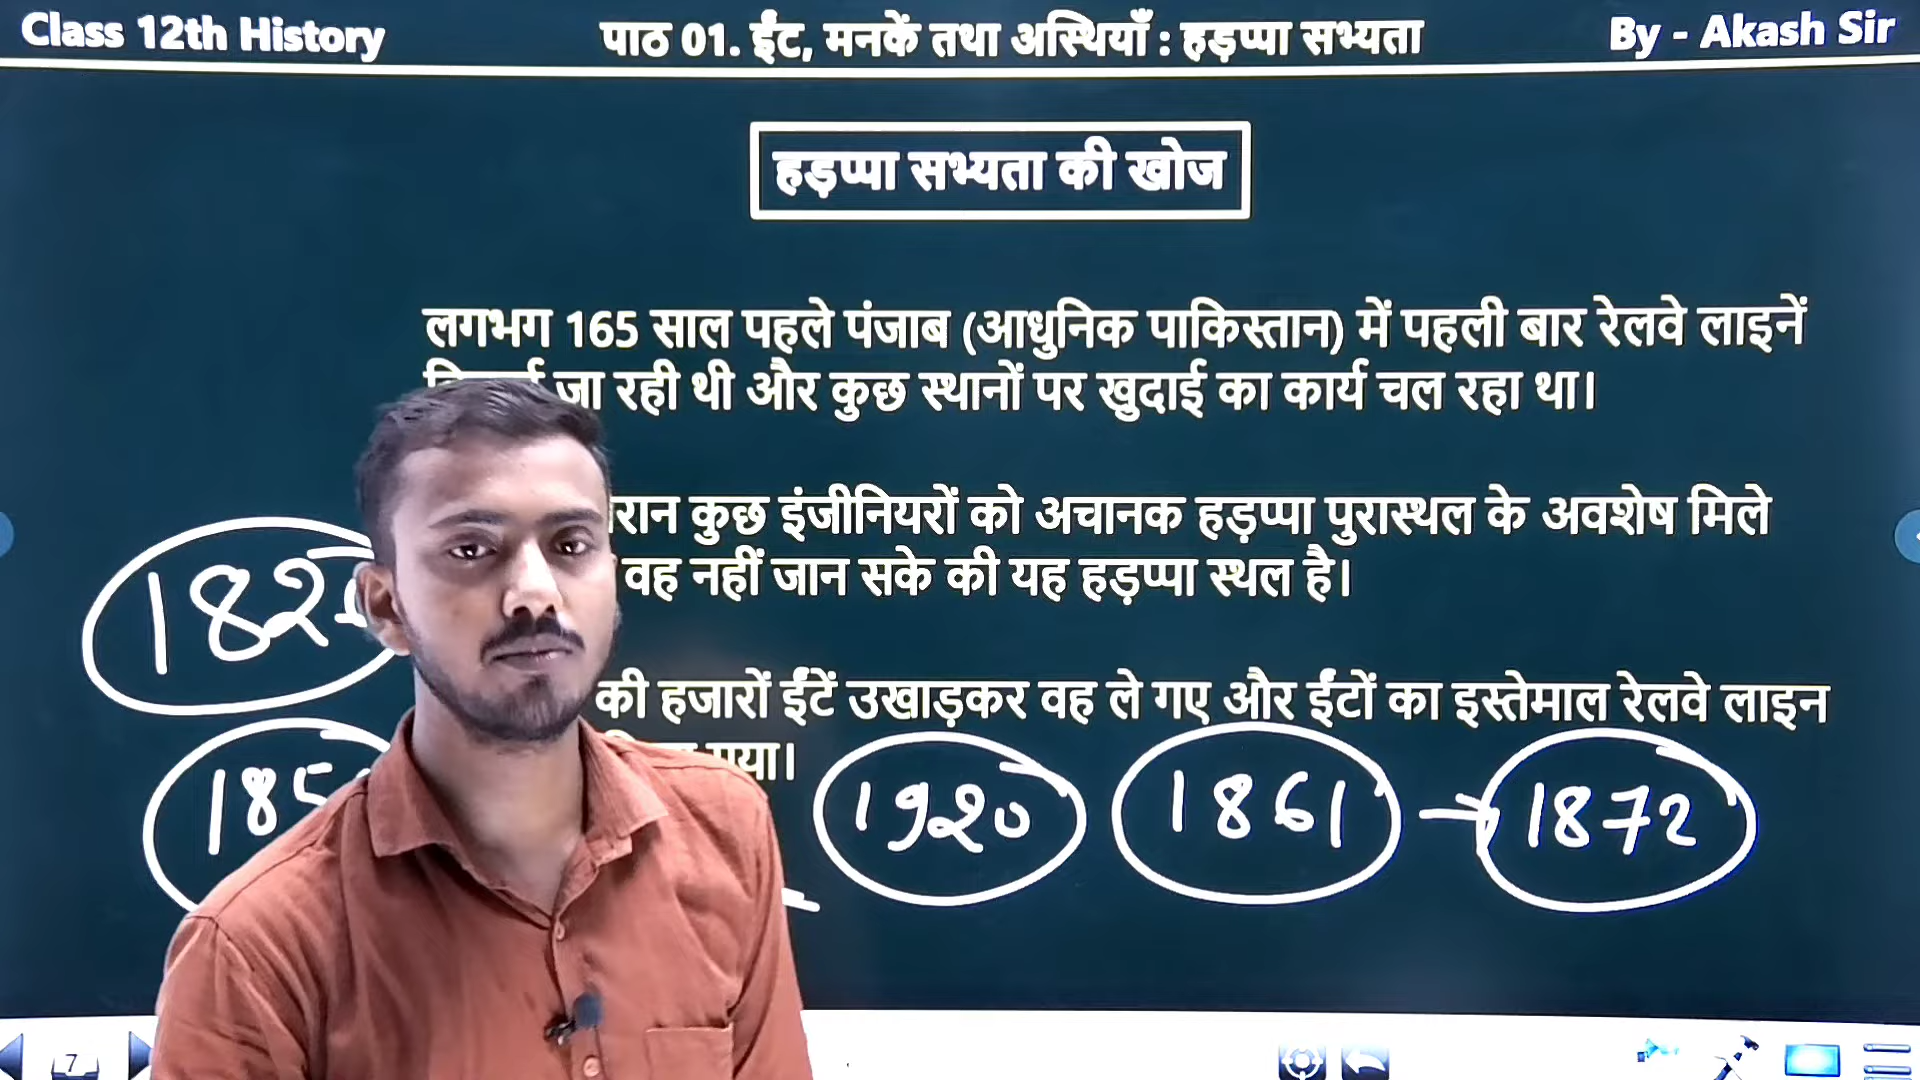 Class 12th History
पाठ 01. ईंट, मनकें तथा अस्थियाँ : हड़प्पा सभ्यता
By - Akash Sir
हड़प्पा सभ्यता की खोज
लगभग 165 साल पहले पंजाब (आधुनिक पाकिस्तान) में पहली बार रेलवे लाइनें
जा रही थी और कुछ स्थानों पर खुदाई का कार्य चल रहा था।
कुछ इंजीनियरों को अचानक हड़प्पा पुरास्थल के अवशेष मिले
वह नहीं जान सके की यह हड़प्पा स्थल है।
की हजारों ईंटें उखाड़कर वह ले गए और ईंटों का इस्तेमाल रेलवे लाइन
गया।
1920
1861
1872
7